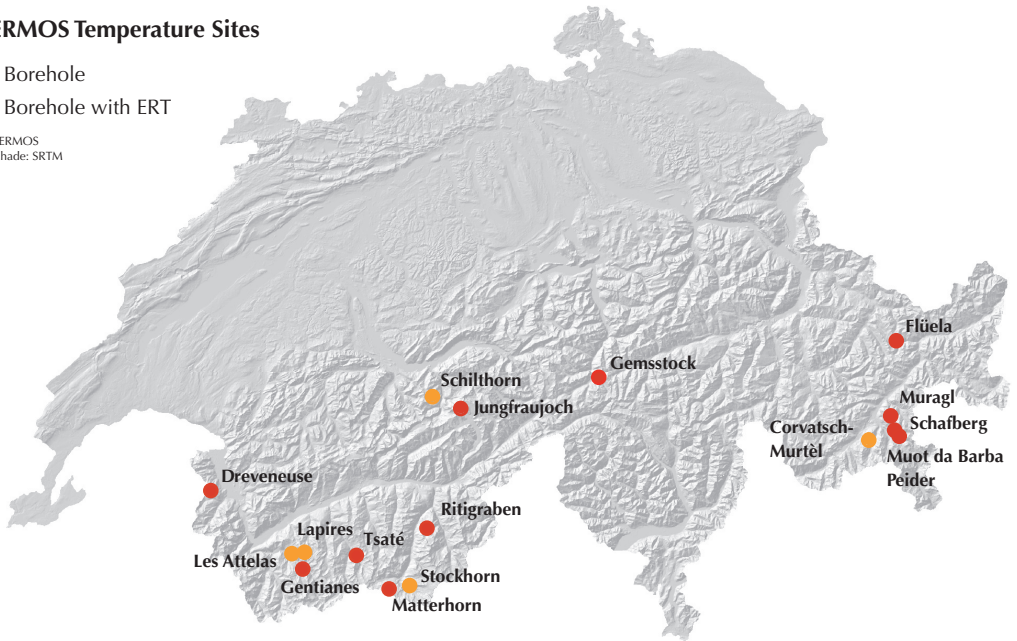 ERMOS Temperature Sites
Borehole
Borehole with ERT
ERMOS
hade: SRTM
Flüela
Gemsstock
Schilthorn
Jungfraujoch
Muragl
Schafberg
Corvatsch-
Murtèl
Muot da Barba
Peider
Dreveneuse
Ritigraben
Lapires
Tsaté
Les Attelas
Stockhorn
Gentianes
Matterhorn